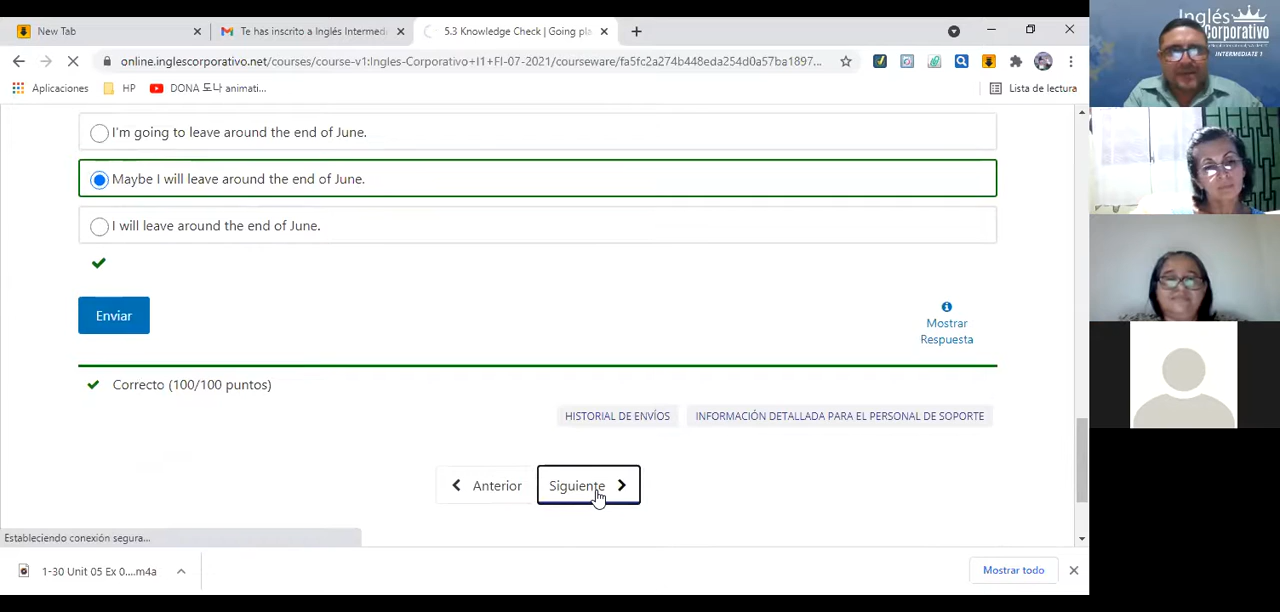 New Tab
Te has inscrito a Inglés Intermed
5.3 Knowledge Check | Going pla
online.inglescorporativo.net/courses/course-v1:Ingles-Corporativo+I1+FI-07-2021/courseware/fa5fc2a274b448eda254d0a57ba1897...
Aplicaciones
HP
DONA 도나 animati...
Lista de lectura
I'm going to leave around the end of June.
Maybe I will leave around the end of June.
I will leave around the end of June.
Enviar
Mostrar
Respuesta
Correcto (100/100 puntos)
HISTORIAL DE ENVÍOS
INFORMACIÓN DETALLADA PARA EL PERSONAL DE SOPORTE
Anterior
Siguiente
Estableciendo conexión segura...
1-30 Unit 05 Ex 0....m4a
Mostrar todo
Inglés
Corporativo
INTERMEDIATE 1